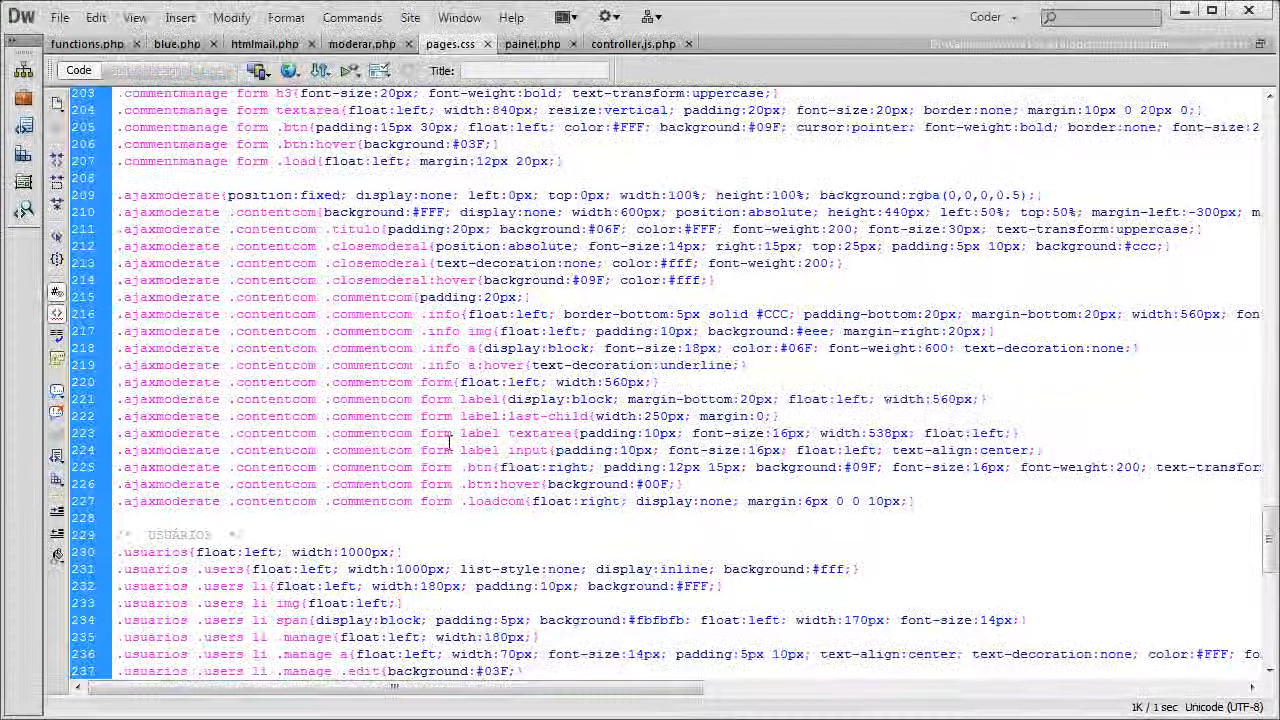 Dw File Edit View Insert Modify Format Commands Site Window Help Coder
functions.php blue.php htmlmail.php moderar.php pages.css painel.php controller.js.php
Code Title:
203 .commentmanage form h3{font-size:20px; font-weight:bold; text-transform:uppercase;}
204 .commentmanage form textarea{float:left; width:840px; resize:vertical; padding:20px; font-size:20px; border:none; margin:10px 0 20px 0;}
205 .commentmanage form .btn{padding:15px 30px; float:left; color:#FFF; background:#09F; cursor:pointer; font-weight:bold; border:none; font-size:2
206 .commentmanage form .btn:hover{background:#03F;}
207 .commentmanage form .load{float:left; margin:12px 20px;}
208
209 .ajaxmoderate{position:fixed; display:none; left:0px; top:0px; width:100%; height:100%; background:rgba(0,0,0,0.5);}
210 .ajaxmoderate .contentcom{background:#FFF; display:none; width:600px; position:absolute; height:440px; left:50%; top:50%; margin-left:-300px; m
211 .ajaxmoderate .contentcom .titulo{padding:20px; background:#06F; color:#FFF; font-weight:200; font-size:30px; text-transform:uppercase;}
212 .ajaxmoderate .contentcom .closemodal{position:absolute; font-size:14px; right:15px; top:25px; padding:5px 10px; background:#ccc;}
213 .ajaxmoderate .contentcom .closemodal{text-decoration:none; color:#fff; font-weight:200;}
214 .ajaxmoderate .contentcom .closemodal:hover{background:#09F; color:#fff;}
215 .ajaxmoderate .contentcom .commentcom{padding:20px;}
216 .ajaxmoderate .contentcom .commentcom .info{float:left; border-bottom:5px solid #CCC; padding-bottom:20px; margin-bottom:20px; width:560px; for
217 .ajaxmoderate .contentcom .commentcom .info img{float:left; padding:10px; background:#eee; margin-right:20px;}
218 .ajaxmoderate .contentcom .commentcom .info a{display:block; font-size:18px; color:#06F; font-weight:600; text-decoration:none;}
219 .ajaxmoderate .contentcom .commentcom .info a:hover{text-decoration:underline;}
220 .ajaxmoderate .contentcom .commentcom form{float:left; width:560px;}
221 .ajaxmoderate .contentcom .commentcom form label{display:block; margin-bottom:20px; float:left; width:560px;}
222 .ajaxmoderate .contentcom .commentcom form label:last-child{width:250px; margin:0;}
223 .ajaxmoderate .contentcom .commentcom form label textarea{padding:10px; font-size:16px; width:538px; float:left;}
224 .ajaxmoderate .contentcom .commentcom form label input{padding:10px; font-size:16px; float:left; text-align:center;}
225 .ajaxmoderate .contentcom .commentcom form .btn{float:right; padding:12px 15px; background:#09F; font-size:16px; font-weight:200; text-transfor
226 .ajaxmoderate .contentcom .commentcom form .btn:hover{background:#00F;}
227 .ajaxmoderate .contentcom .commentcom form .loadcom{float:right; display:none; margin:6px 0 0 10px;}
228
229 /* USUÁRIOS */
230 .usuarios{float:left; width:1000px;}
231 .usuarios .users{float:left; width:1000px; list-style:none; display:inline; background:#fff;}
232 .usuarios .users li{float:left; width:180px; padding:10px; background:#FFF;}
233 .usuarios .users li img{float:left;}
234 .usuarios .users li span{display:block; padding:5px; background:#fbfbfb; float:left; width:170px; font-size:14px;}
235 .usuarios .users li .manage{float:left; width:180px;}
236 .usuarios .users li .manage a{float:left; width:70px; font-size:14px; padding:5px 10px; text-align:center; text-decoration:none; color:#FFF; fo
237 .usuarios .users li .manage .edit{background:#03F;}
1K / 1 sec Unicode (UTF-8)